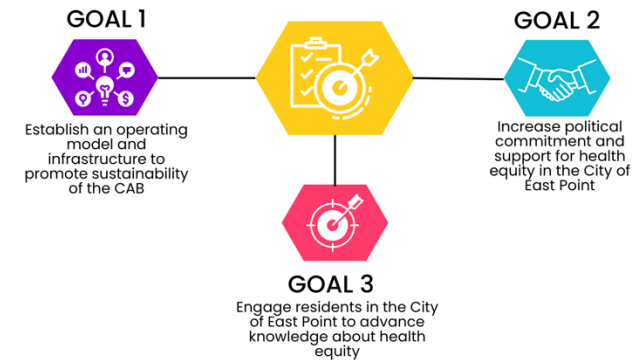 GOAL 1
Establish an operating
model and
infrastructure to
promote sustainability
of the CAB
GOAL 2
Increase political
commitment and
support for health
equity in the City of
East Point
GOAL 3
Engage residents in the City
of East Point to advance
knowledge about health
equity